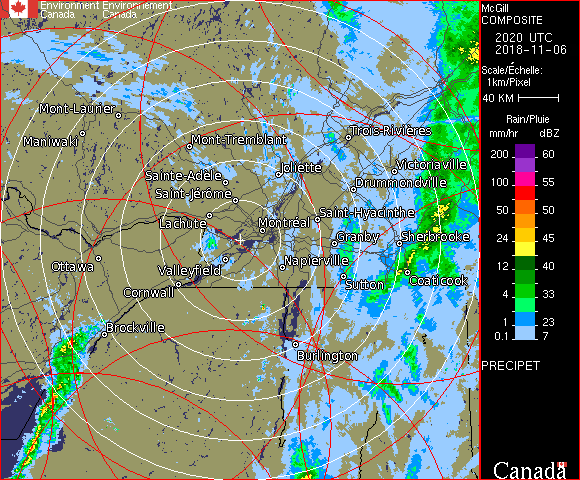 Environment Environnement
Canada Canada
McGill
COMPOSITE
2020 UTC
2018-11-06
Scale/Échelle:
1km/Pixel
40 KM
Rain/Pluie
mm/hr dBZ
200 60
100 55
50 50
24 45
12 40
4 33
1 23
0.1 7
PRECIPET
Canada
Mont-Laurier
Maniwaki
Mont-Tremblant
Trois-Rivières
Sainte-Adèle
Joliette
Victoriaville
Saint-Jérôme
Drummondville
Lachute
Saint-Hyacinthe
Montréal
Granby
Sherbrooke
Ottawa
Valleyfield
Napierville
Cornwall
Sutton
Coaticook
Brockville
Burlington